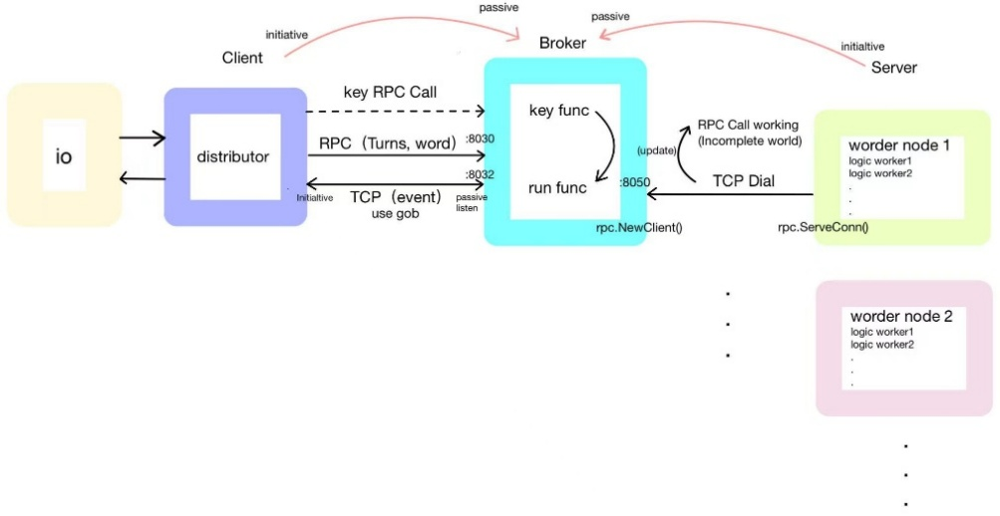 passive
passive
initiative
initialtive
Client
Broker
Server
io
distributor
key RPC Call
RPC（Turns, word）
:8030
:8032
Initialtive
TCP（event）
use gob
passive
listen
key func
run func
:8050
rpc.NewClient()
(update)
RPC Call working
(Incomplete world)
TCP Dial
rpc.ServeConn()
worder node 1
logic worker1
logic worker2
.
.
.
worder node 2
logic worker1
logic worker2
.
.
.